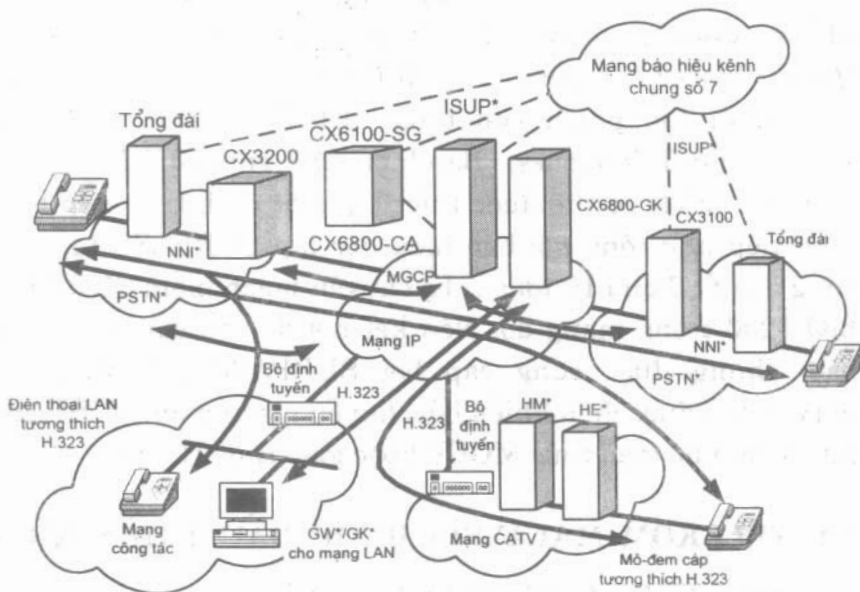 Mạng báo hiệu kênh
chung số 7
ISUP*
Tổng đài
CX6100-SG
CX3200
ISUP*
CX6800-GK
CX3100
CX6800-CA
Tổng đài
NNI*
MGCP
PSTN*
Mạng IP
NNI*
PSTN*
Bộ định
tuyến
H.323
Điện thoại LAN
tương thích
H.323
H.323
Bộ
định
tuyến
HM*
HE*
Mạng
công tác
GW*/GK*
cho mạng LAN
Mạng CATV
Mô-đem cáp
tương thích H.323